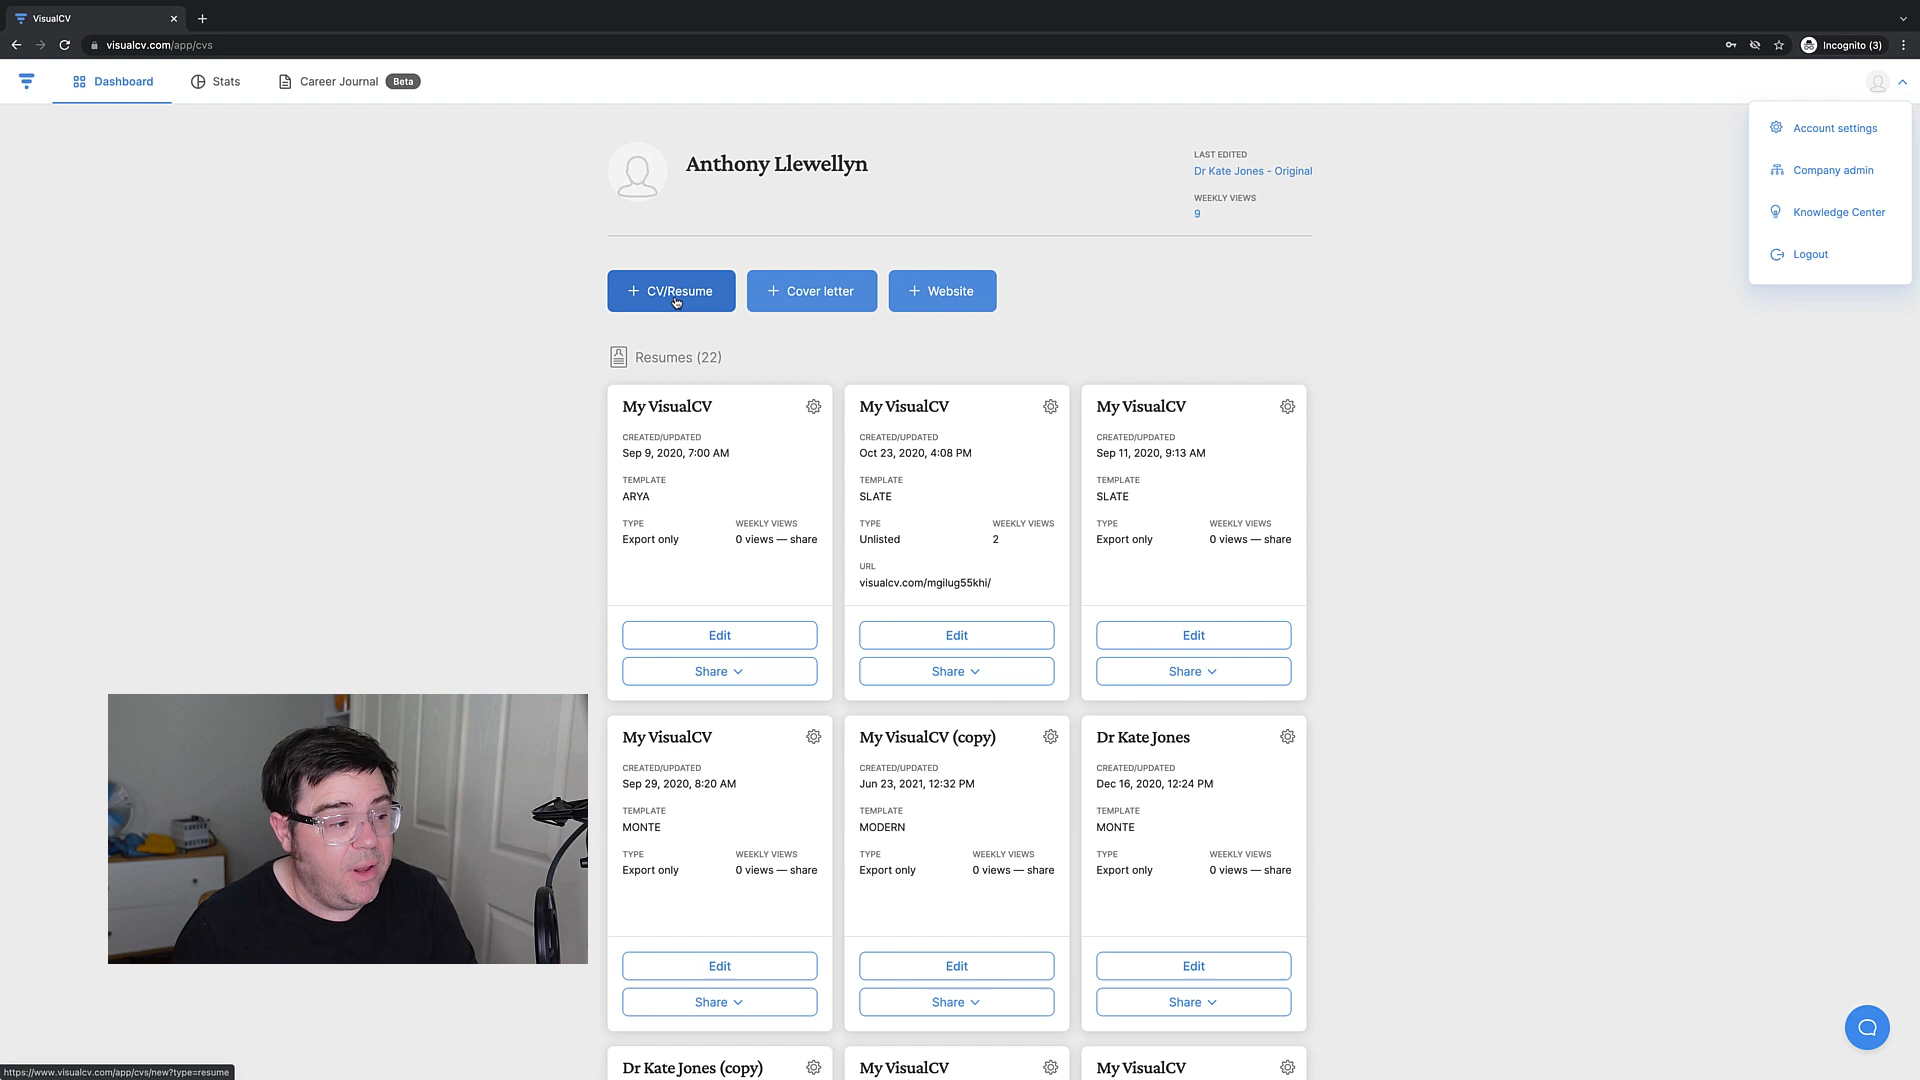 VisualCV
visualcv.com/app/cvs
Incognito (3)
Dashboard
Stats
Career Journal
Beta
Account settings
Company admin
Knowledge Center
Logout
Anthony Llewellyn
LAST EDITED
Dr Kate Jones - Original
WEEKLY VIEWS
9
+ CV/Resume
+ Cover letter
+ Website
Resumes (22)
My VisualCV
CREATED/UPDATED
Sep 9, 2020, 7:00 AM
TEMPLATE
ARYA
TYPE
WEEKLY VIEWS
Export only
0 views — share
Edit
Share
My VisualCV
CREATED/UPDATED
Oct 23, 2020, 4:08 PM
TEMPLATE
SLATE
TYPE
WEEKLY VIEWS
Unlisted
2
URL
visualcv.com/mgilug55khi/
Edit
Share
My VisualCV
CREATED/UPDATED
Sep 11, 2020, 9:13 AM
TEMPLATE
SLATE
TYPE
WEEKLY VIEWS
Export only
0 views — share
Edit
Share
My VisualCV
CREATED/UPDATED
Sep 29, 2020, 8:20 AM
TEMPLATE
MONTE
TYPE
WEEKLY VIEWS
Export only
0 views — share
Edit
Share
My VisualCV (copy)
CREATED/UPDATED
Jun 23, 2021, 12:32 PM
TEMPLATE
MODERN
TYPE
WEEKLY VIEWS
Export only
0 views — share
Edit
Share
Dr Kate Jones
CREATED/UPDATED
Dec 16, 2020, 12:24 PM
TEMPLATE
MONTE
TYPE
WEEKLY VIEWS
Export only
0 views — share
Edit
Share
Dr Kate Jones (copy)
My VisualCV
My VisualCV
https://www.visualcv.com/app/cvs/new?type=resume